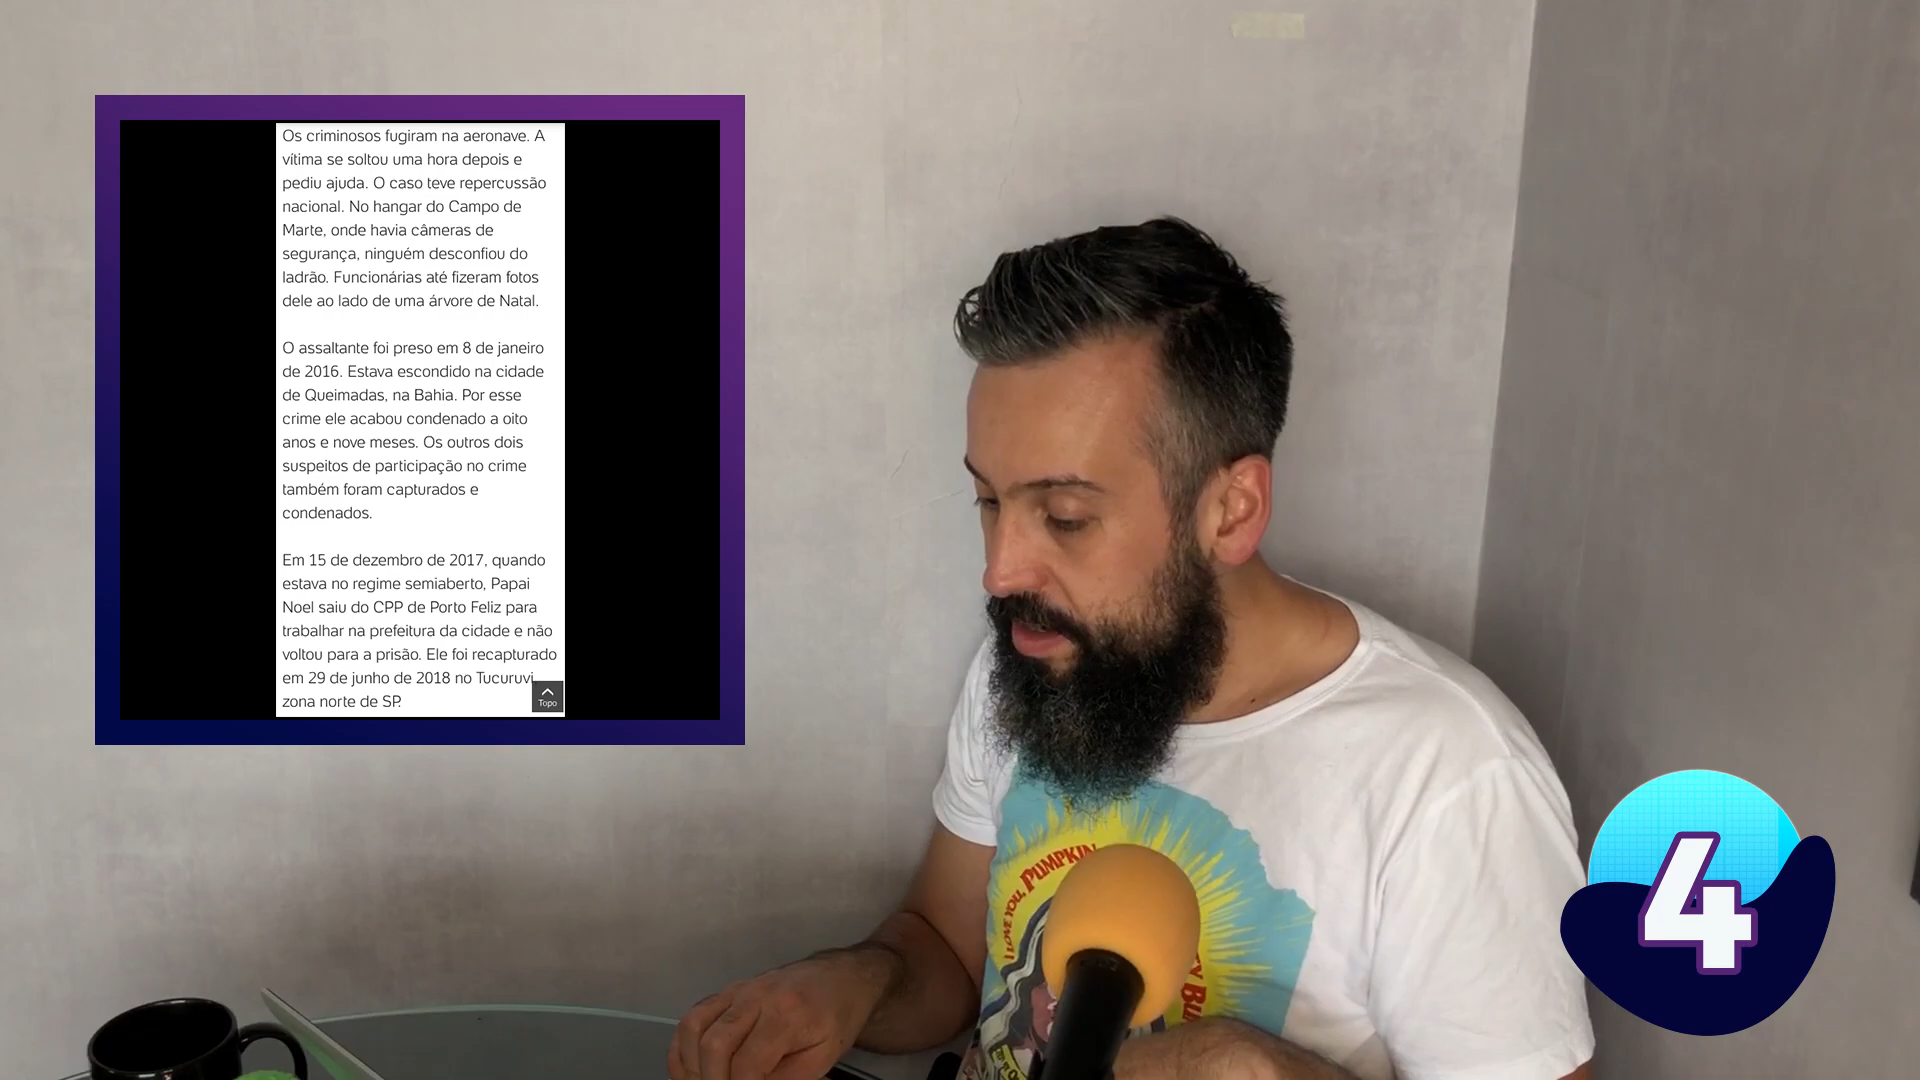 Os criminosos fugiram na aeronave. A
vítima se soltou uma hora depois e
pediu ajuda. O caso teve repercussão
nacional. No hangar do Campo de
Marte, onde havia câmeras de
segurança, ninguém desconfiou do
ladrão. Funcionárias até fizeram fotos
dele ao lado de uma árvore de Natal.
O assaltante foi preso em 8 de janeiro
de 2016. Estava escondido na cidade
de Queimadas, na Bahia. Por esse
crime ele acabou condenado a oito
anos e nove meses. Os outros dois
suspeitos de participação no crime
também foram capturados e
condenados.
Em 15 de dezembro de 2017, quando
estava no regime semiaberto, Papai
Noel saiu do CPP de Porto Feliz para
trabalhar na prefeitura da cidade e não
voltou para a prisão. Ele foi recapturado
em 29 de junho de 2018 no Tucuruvi,
zona norte de SP.
Topo
I LOVE YOU, PUMPKIN
4